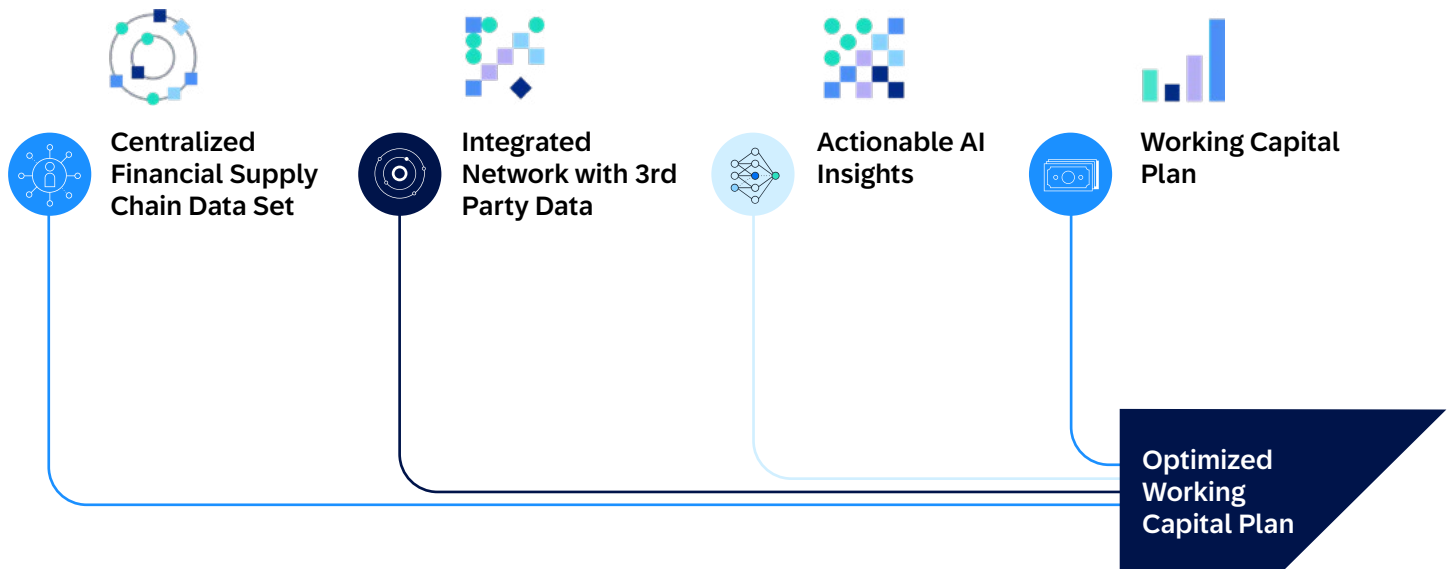 Centralized
Financial Supply
Chain Data Set
Integrated
Network with 3rd
Party Data
Actionable AI
Insights
Working Capital
Plan
Optimized
Working
Capital Plan